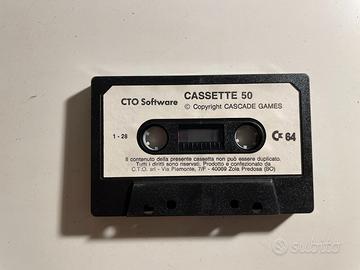 CTO Software
CASSETTE 50
© Copyright CASCADE GAMES
1 - 28
C= 64
Il contenuto della presente cassetta non può essere duplicato.
Tutti i diritti sono riservati. Prodotto e confezionato da
C.T.O. srl - Via Piemonte, 7/F - 40069 Zola Predosa (BO)
subito